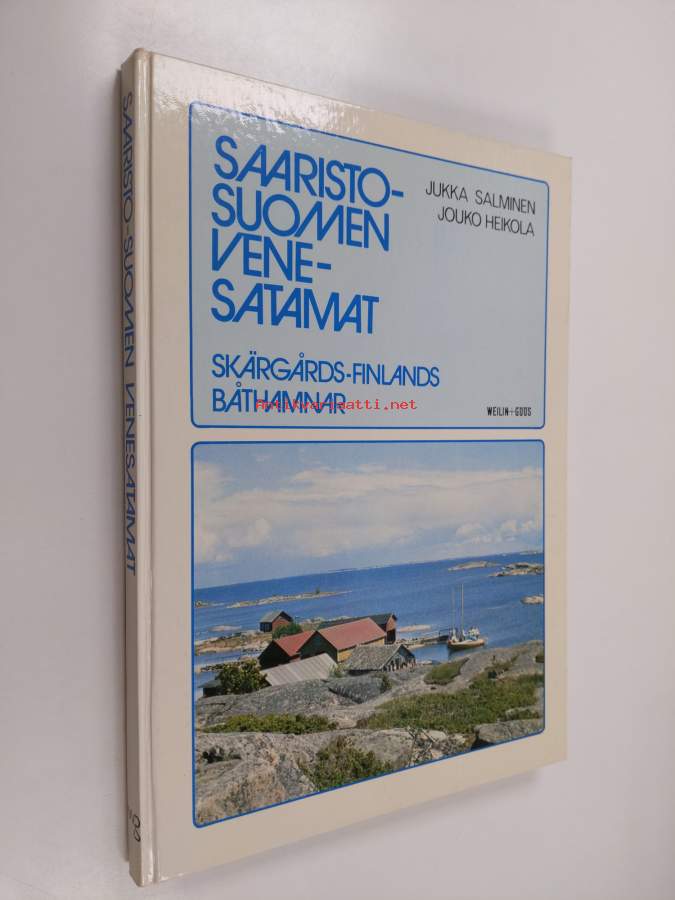 SAARISTO-SUOMEN VENESATAMAT
SAARISTO-
SUOMEN
VENE-
SATAMAT
JUKKA SALMINEN
JOUKO HEIKOLA
SKÄRGÅRDS-FINLANDS
BÅTHAMNAR
Antikvariaatti.net
WEILIN+GÖÖS